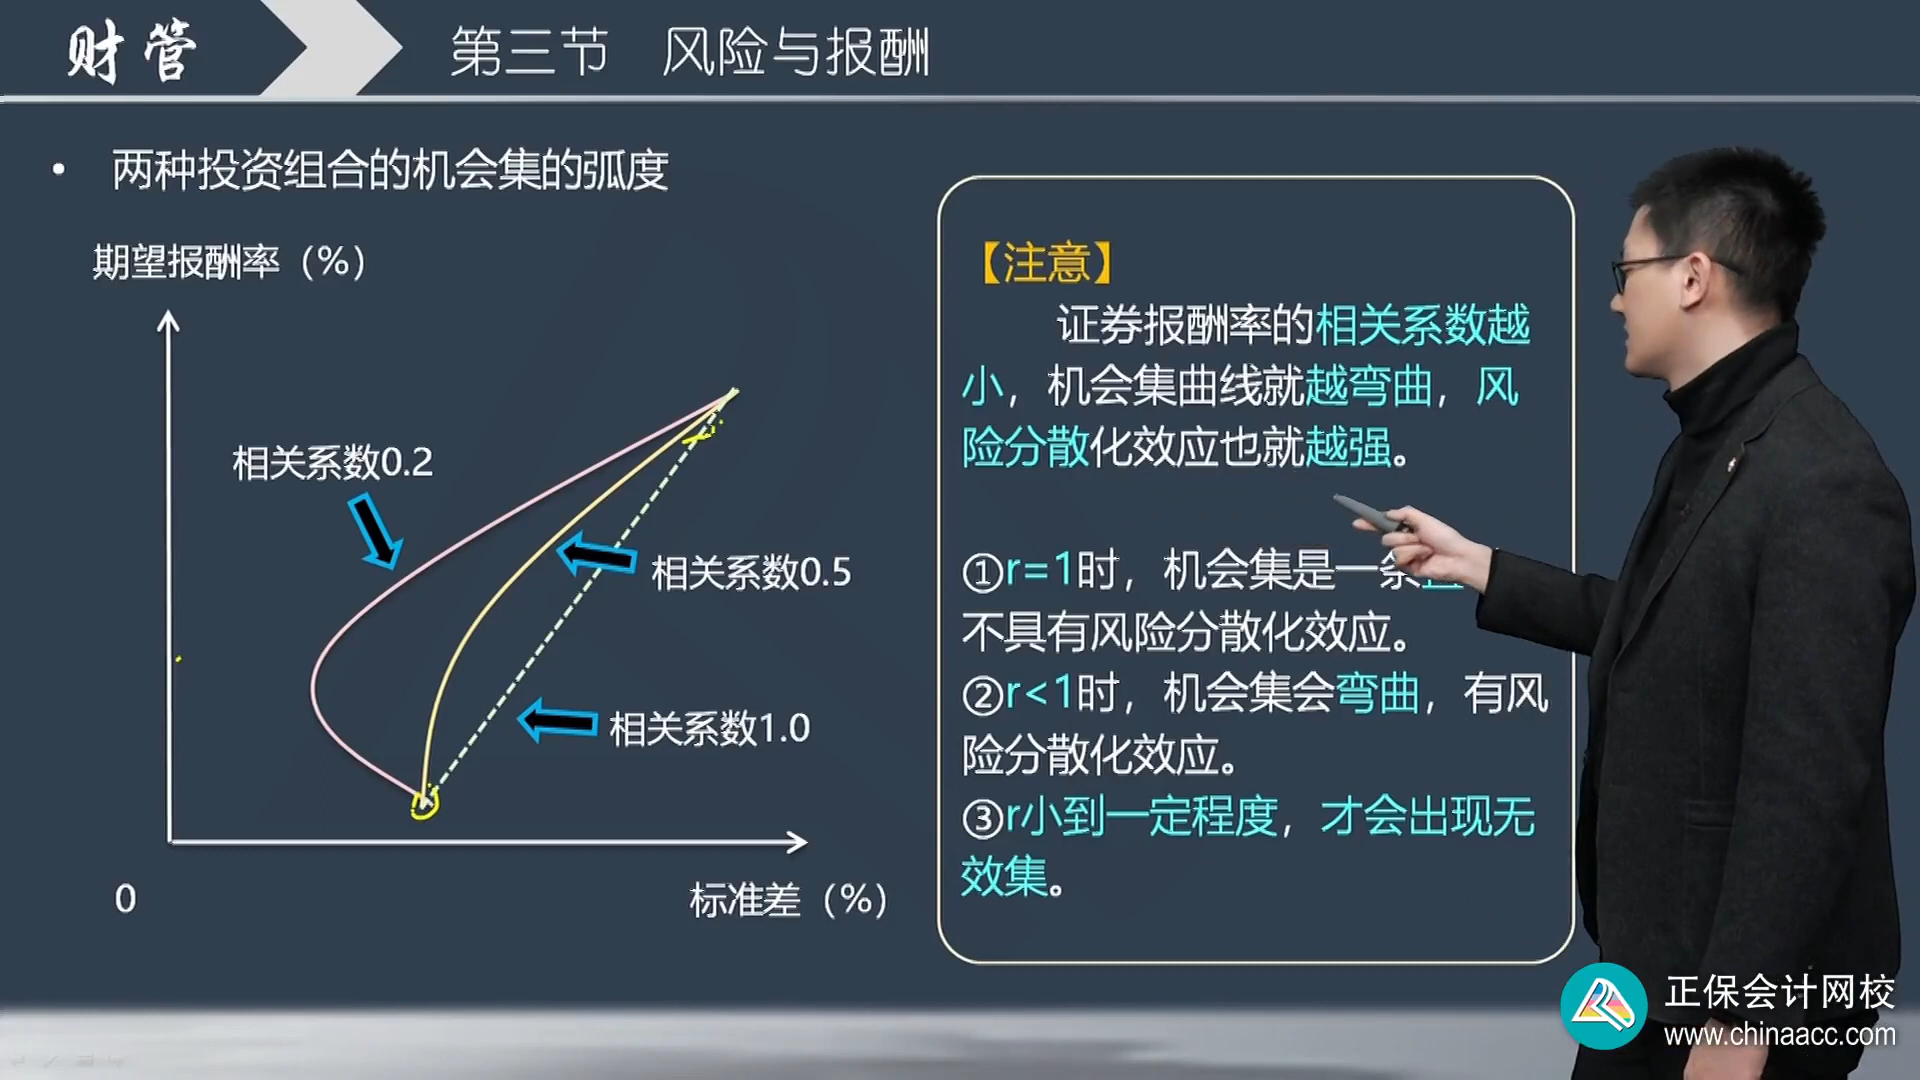 财管
第三节 风险与报酬
• 两种投资组合的机会集的弧度
期望报酬率（%）
相关系数0.2
相关系数0.5
相关系数1.0
0
标准差（%）
【注意】
证券报酬率的相关系数越
小，机会集曲线就越弯曲，风
险分散化效应也就越强。
①r=1时，机会集是一条
不具有风险分散化效应。
②r<1时，机会集会弯曲，有风
险分散化效应。
③r小到一定程度，才会出现无
效集。
正保会计网校
www.chinaacc.com